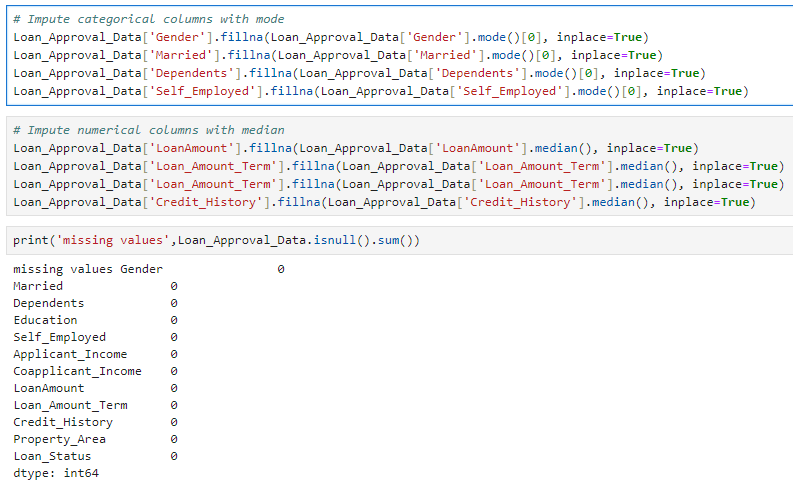 # Impute categorical columns with mode
Loan_Approval_Data['Gender'].fillna(Loan_Approval_Data['Gender'].mode()[0], inplace=True)
Loan_Approval_Data['Married'].fillna(Loan_Approval_Data['Married'].mode()[0], inplace=True)
Loan_Approval_Data['Dependents'].fillna(Loan_Approval_Data['Dependents'].mode()[0], inplace=True)
Loan_Approval_Data['Self_Employed'].fillna(Loan_Approval_Data['Self_Employed'].mode()[0], inplace=True)
# Impute numerical columns with median
Loan_Approval_Data['LoanAmount'].fillna(Loan_Approval_Data['LoanAmount'].median(), inplace=True)
Loan_Approval_Data['Loan_Amount_Term'].fillna(Loan_Approval_Data['Loan_Amount_Term'].median(), inplace=True)
Loan_Approval_Data['Loan_Amount_Term'].fillna(Loan_Approval_Data['Loan_Amount_Term'].median(), inplace=True)
Loan_Approval_Data['Credit_History'].fillna(Loan_Approval_Data['Credit_History'].median(), inplace=True)
print('missing values',Loan_Approval_Data.isnull().sum())
missing values Gender                0
Married               0
Dependents            0
Education             0
Self_Employed         0
Applicant_Income      0
Coapplicant_Income    0
LoanAmount            0
Loan_Amount_Term      0
Credit_History        0
Property_Area         0
Loan_Status           0
dtype: int64